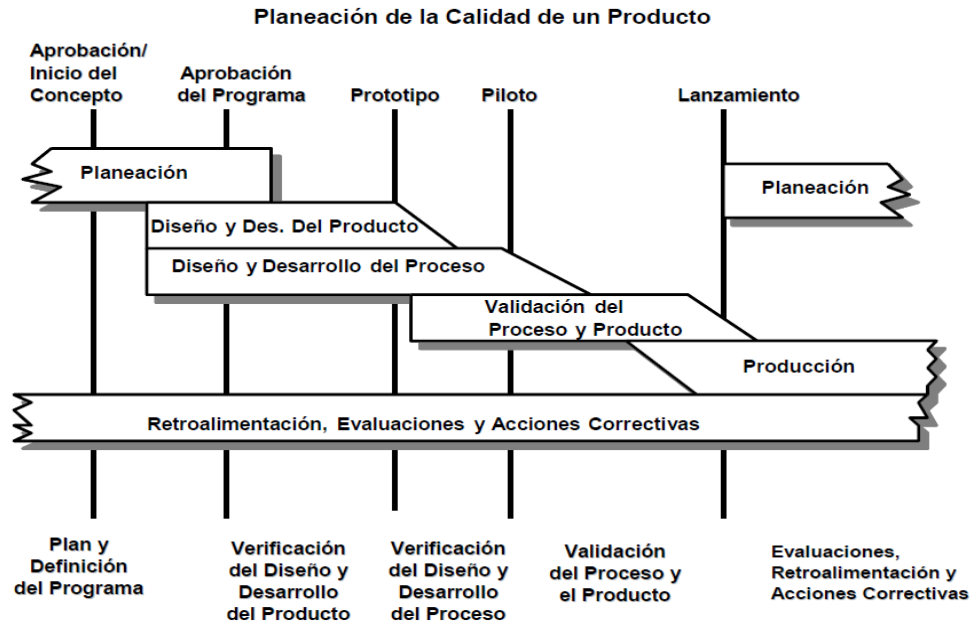 Planeación de la Calidad de un Producto
Aprobación/
Inicio del
Concepto
Aprobación
del Programa
Prototipo
Piloto
Lanzamiento
Planeación
Planeación
Diseño y Des. Del Producto
Diseño y Desarrollo del Proceso
Validación del
Proceso y Producto
Producción
Retroalimentación, Evaluaciones y Acciones Correctivas
Plan y
Definición
del Programa
Verificación
del Diseño y
Desarrollo
del Producto
Verificación
del Diseño y
Desarrollo
del Proceso
Validación
del Proceso y
el Producto
Evaluaciones,
Retroalimentación y
Acciones Correctivas